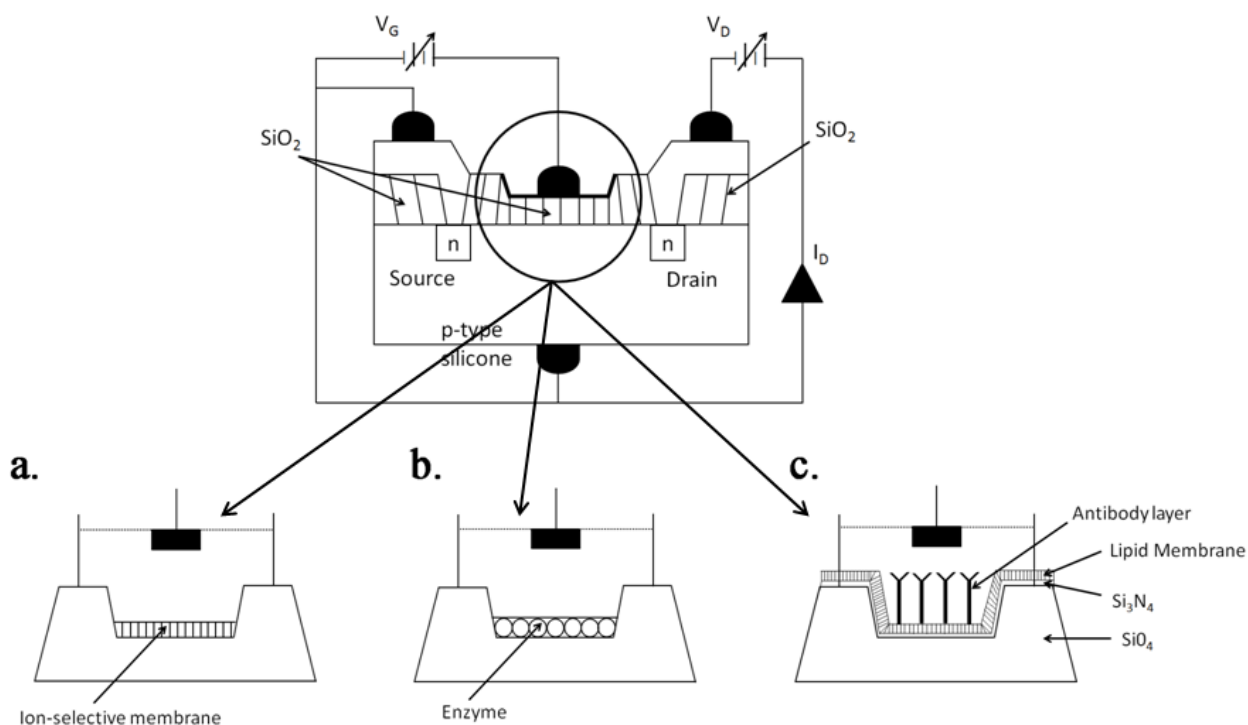 V_G
V_D
SiO₂
SiO₂
n
n
I_D
Source
Drain
p-type
silicone
a.
b.
c.
Antibody layer
Lipid Membrane
Si₃N₄
Si0₄
Ion-selective membrane
Enzyme